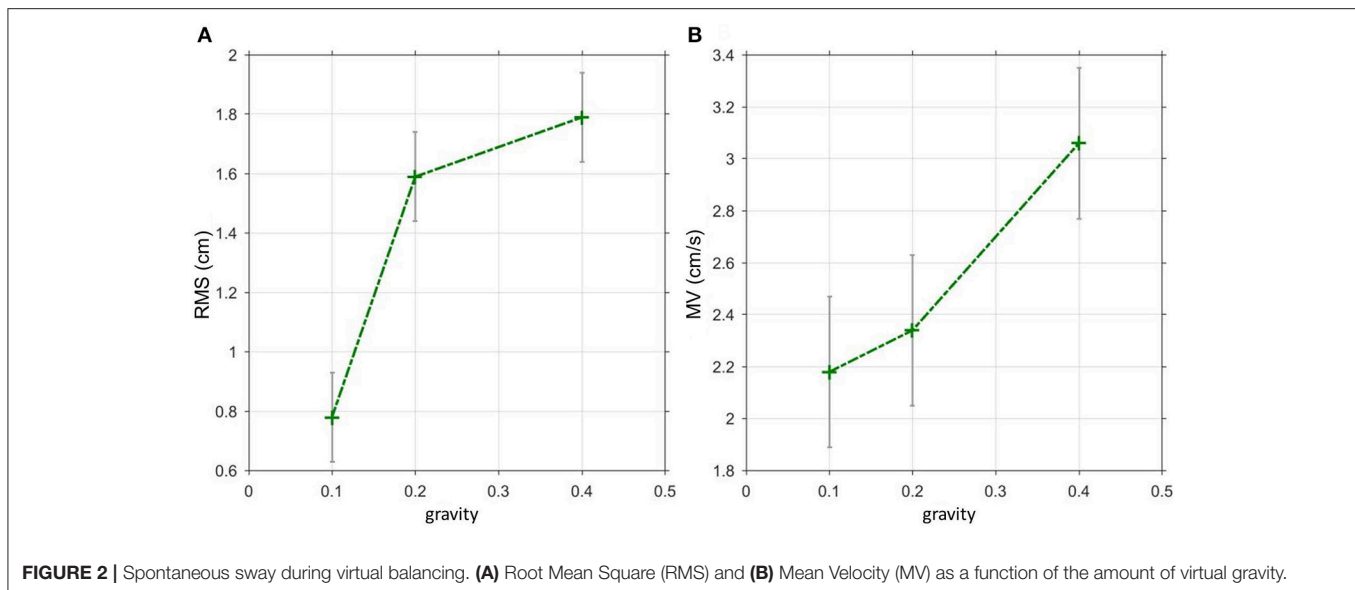 A
2
1.8
1.6
1.4
1.2
1
0.8
0.6
RMS (cm)
0 0.1 0.2 0.3 0.4 0.5
gravity
B
3.4
3.2
3
2.8
2.6
2.4
2.2
2
1.8
MV (cm/s)
0 0.1 0.2 0.3 0.4 0.5
gravity
FIGURE 2 | Spontaneous sway during virtual balancing. (A) Root Mean Square (RMS) and (B) Mean Velocity (MV) as a function of the amount of virtual gravity.